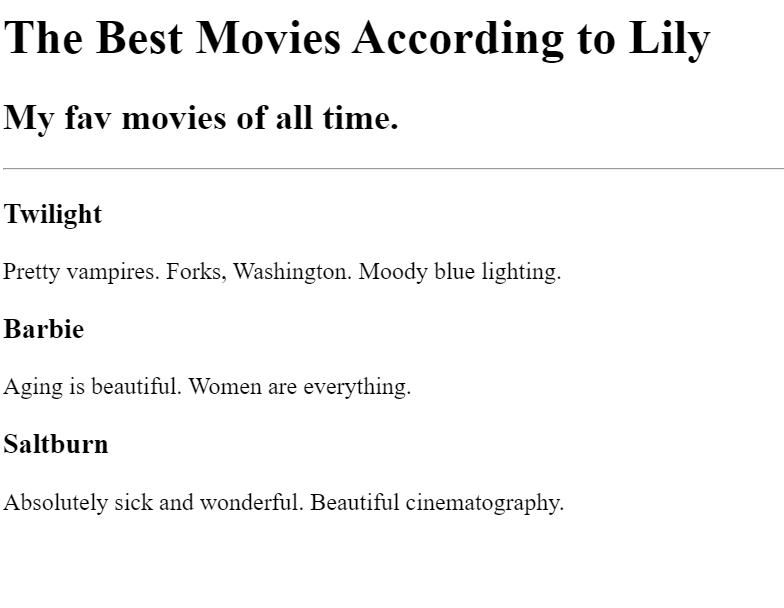 The Best Movies According to Lily
My fav movies of all time.
Twilight
Pretty vampires. Forks, Washington. Moody blue lighting.
Barbie
Aging is beautiful. Women are everything.
Saltburn
Absolutely sick and wonderful. Beautiful cinematography.